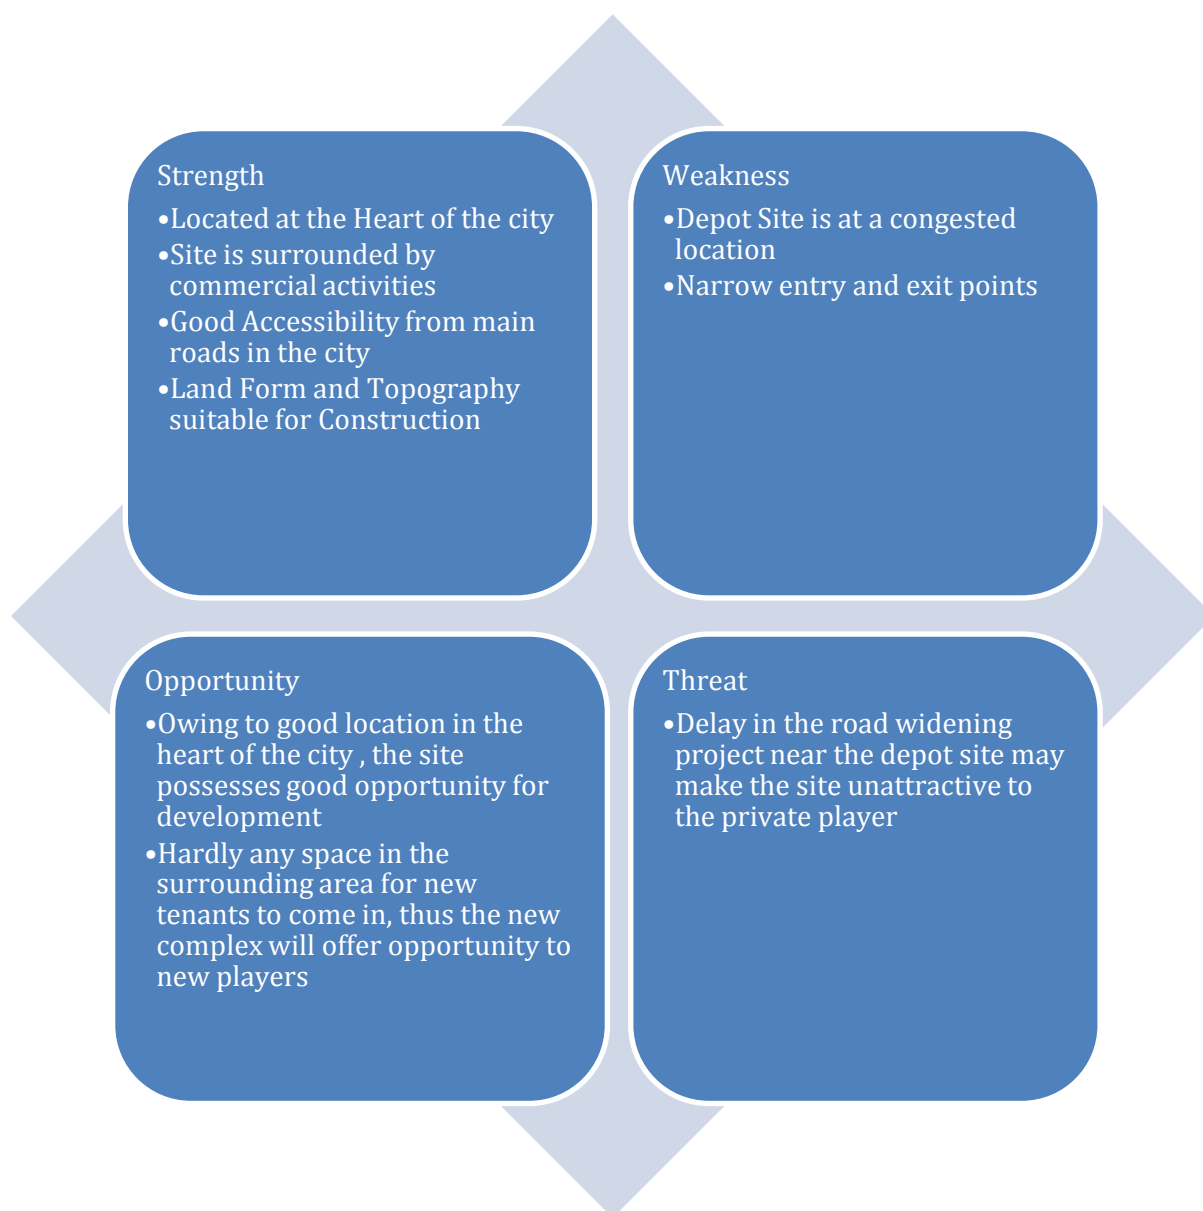 Strength
•Located at the Heart of the city
•Site is surrounded by
commercial activities
•Good Accessibility from main
roads in the city
•Land Form and Topography
suitable for Construction
Weakness
•Depot Site is at a congested
location
•Narrow entry and exit points
Opportunity
•Owing to good location in the
heart of the city , the site
possesses good opportunity for
development
•Hardly any space in the
surrounding area for new
tenants to come in, thus the new
complex will offer opportunity to
new players
Threat
•Delay in the road widening
project near the depot site may
make the site unattractive to
the private player